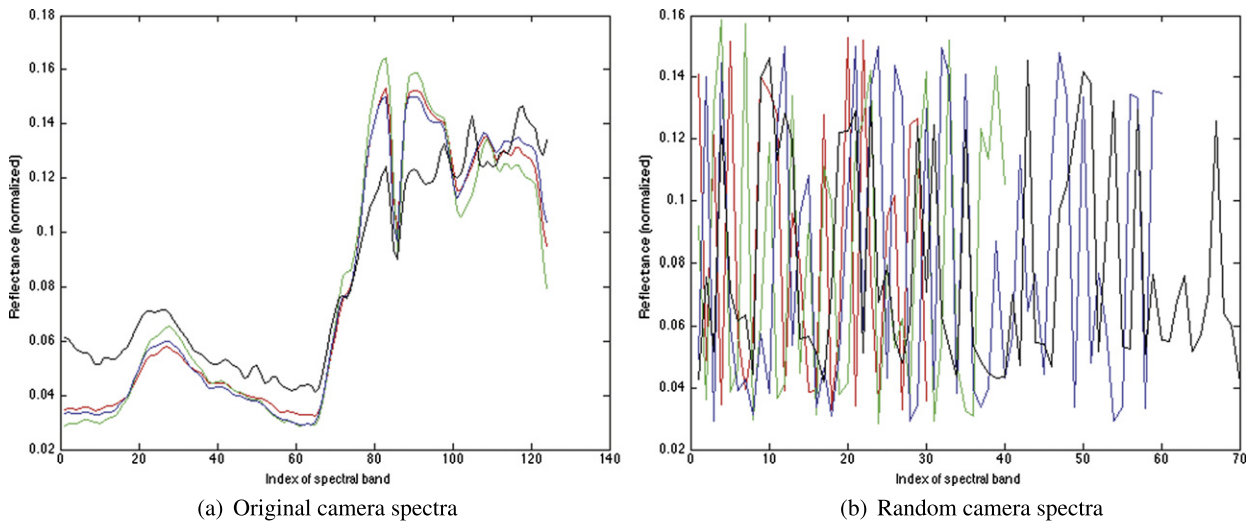 0.18
0.16
0.14
0.12
0.1
0.08
0.06
0.04
0.02
Reflectance [normalized]
0 20 40 60 80 100 120 140
Index of spectral band
(a) Original camera spectra
0.16
0.14
0.12
0.1
0.08
0.06
0.04
0.02
Reflectance [normalized]
0 10 20 30 40 50 60 70
Index of spectral band
(b) Random camera spectra